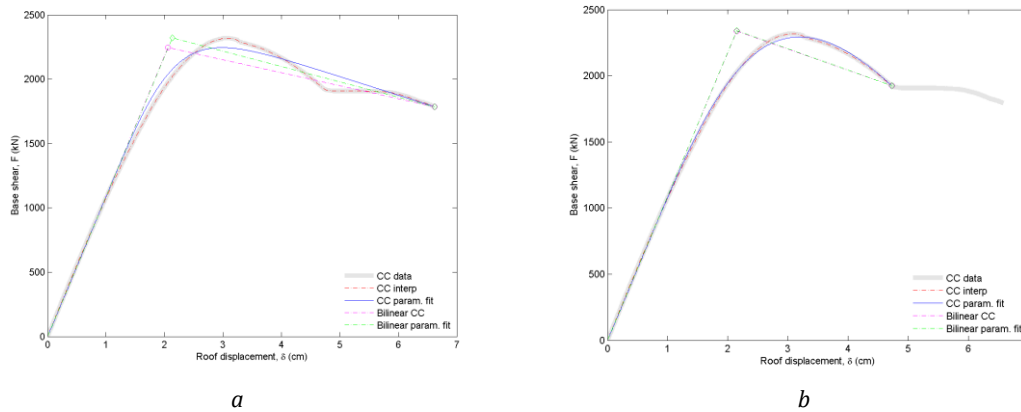 2500
2000
1500
1000
500
0
Base shear, F (kN)
CC data
CC interp
CC param. fit
Bilinear CC
Bilinear param. fit
0 1 2 3 4 5 6 7
Roof displacement, δ (cm)
a
2500
2000
1500
1000
500
0
Base shear, F (kN)
CC data
CC interp
CC param. fit
Bilinear CC
Bilinear param. fit
0 1 2 3 4 5 6 7
Roof displacement, δ (cm)
b